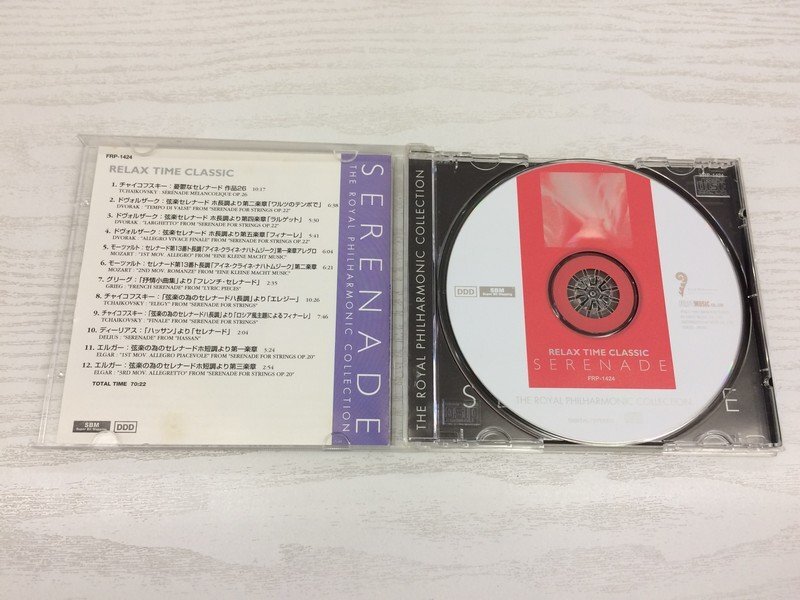 FRP-1424
RELAX TIME CLASSIC
1. チャイコフスキー：憂鬱なセレナード 作品26 10:17
TCHAIKOVSKY : SERENADE MELANCOLIQUE OP.26
2. ドヴォルザーク：弦楽セレナーデ ホ長調より第二楽章「ワルツのテンポで」 6:38
DVORAK : "TEMPO DI VALSE" FROM "SERENADE FOR STRINGS OP.22"
3. ドヴォルザーク：弦楽セレナーデ ホ長調より第四楽章「ラルゲット」 5:30
DVORAK : "LARGHETTO" FROM "SERENADE FOR STRINGS OP.22"
4. ドヴォルザーク：弦楽セレナーデ ホ長調より第五楽章「フィナーレ」 5:41
DVORAK : "ALLEGRO VIVACE FINALE" FROM "SERENADE FOR STRINGS OP.22"
5. モーツァルト：セレナード第13番ト長調「アイネ・クライネ・ナハトムジーク」第一楽章アレグロ 6:04
MOZART : "1ST MOV. ALLEGRO" FROM "EINE KLEINE MACHT MUSIC"
6. モーツァルト：セレナード第13番ト長調「アイネ・クライネ・ナハトムジーク」第二楽章 6:21
MOZART : "2ND MOV. ROMANZE" FROM "EINE KLEINE MACHT MUSIC"
7. グリーグ：「抒情小曲集」より「フレンチ・セレナード」 2:35
GRIEG : "FRENCH SERENADE" FROM "LYRIC PIECES"
8. チャイコフスキー：「弦楽の為のセレナードハ長調」より「エレジー」 10:26
TCHAIKOVSKY : "ELEGY" FROM "SERENADE FOR STRINGS"
9. チャイコフスキー：「弦楽の為のセレナードハ長調」より「ロシア風主題によるフィナーレ」 7:46
TCHAIKOVSKY : "FINALE" FROM "SERENADE FOR STRINGS"
10. ディーリアス：「ハッサン」より「セレナード」 2:04
DELIUS : "SERENADE" FROM "HASSAN"
11. エルガー：弦楽の為のセレナードホ短調より第一楽章 3:24
ELGAR : "1ST MOV. ALLEGRO PIACEVOLE" FROM "SERENADE FOR STRINGS OP.20"
12. エルガー：弦楽の為のセレナードホ短調より第三楽章 2:54
ELGAR : "3RD MOV. ALLEGRETTO" FROM "SERENADE FOR STRINGS OP.20"
TOTAL TIME 70:22
SBM
Super Bit Mapping
DDD
SERENADE
THE ROYAL PHILHARMONIC COLLECTION
THE ROYAL PHILHARMONIC COLLECTION
FRP-1424
DDD
SBM
Super Bit Mapping
RELAX TIME CLASSIC
SERENADE
FRP-1424
THE ROYAL PHILHARMONIC COLLECTION
S E